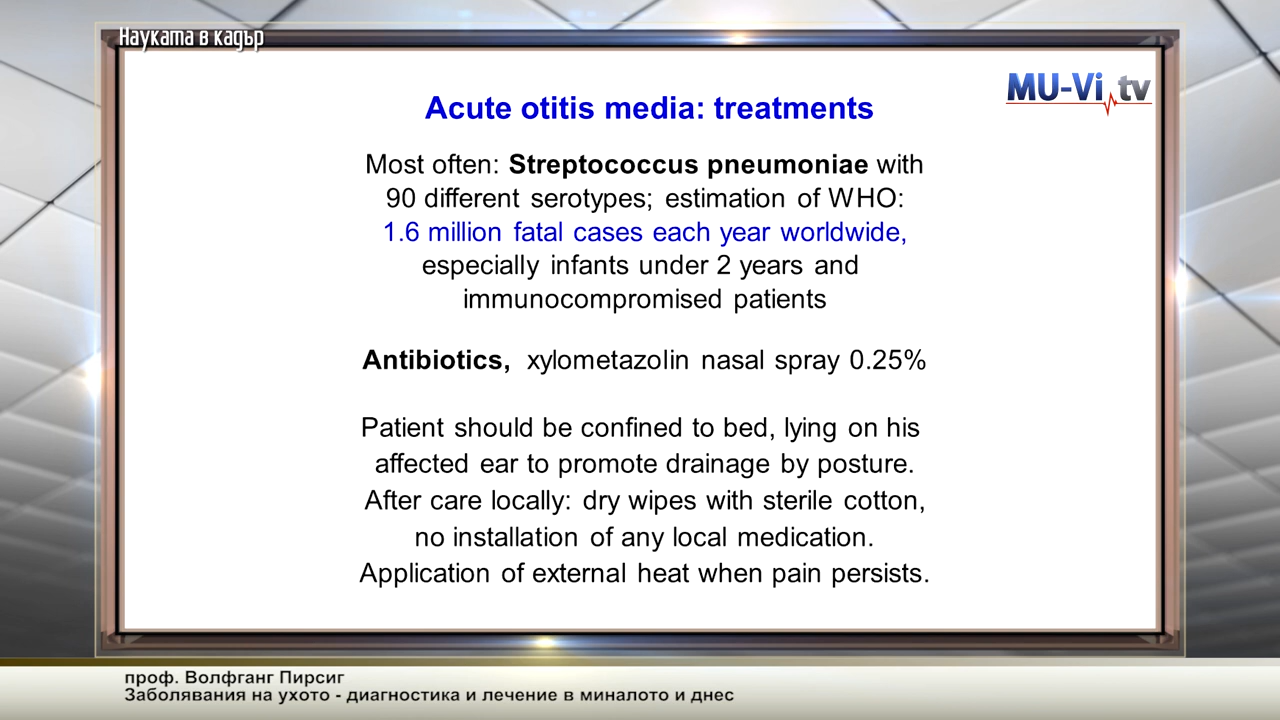 Науката в кадър
MU-Vi.tv
Acute otitis media: treatments
Most often: Streptococcus pneumoniae with
90 different serotypes; estimation of WHO:
1.6 million fatal cases each year worldwide,
especially infants under 2 years and
immunocompromised patients
Antibiotics, xylometazolin nasal spray 0.25%
Patient should be confined to bed, lying on his
affected ear to promote drainage by posture.
After care locally: dry wipes with sterile cotton,
no installation of any local medication.
Application of external heat when pain persists.
проф. Волфганг Пирсиг
Заболявания на ухото - диагностика и лечение в миналото и днес